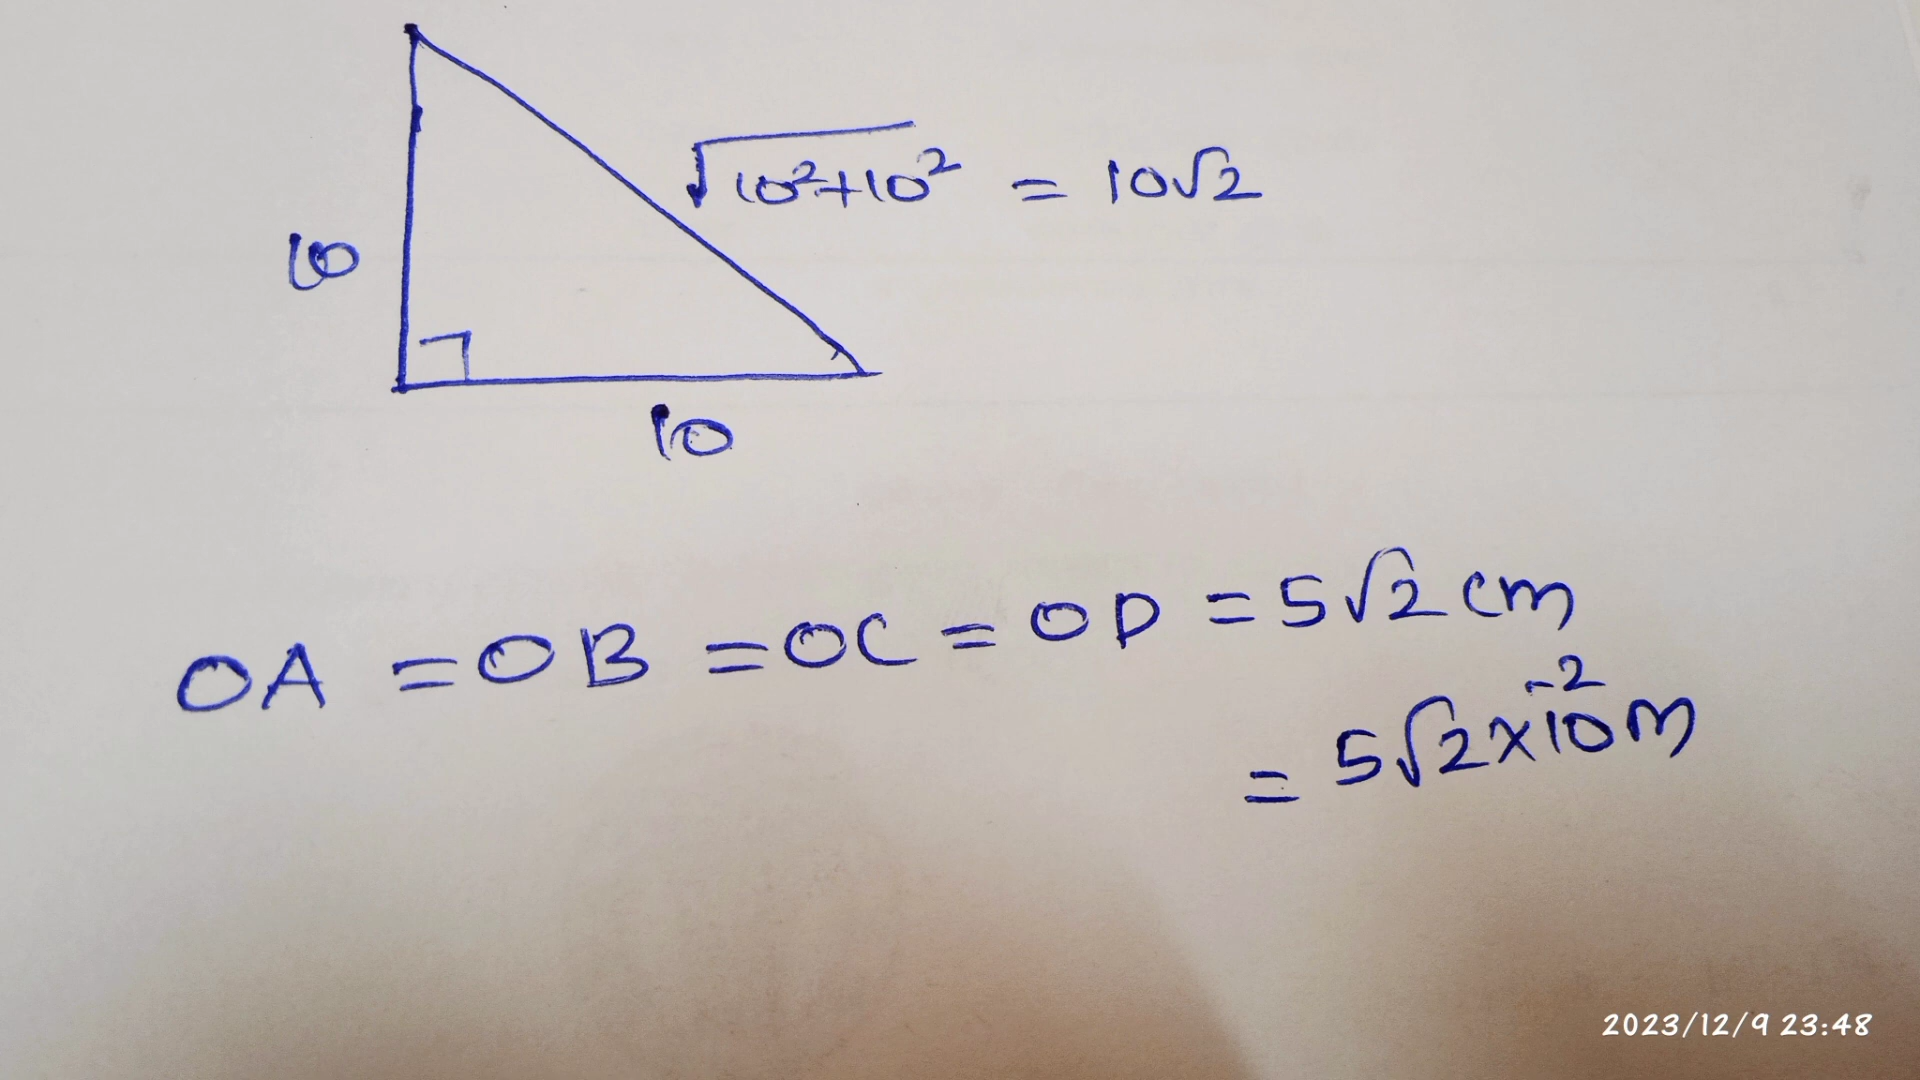 √10²+10² = 10√2
10
10
OA = OB = OC = OD = 5√2 cm
= 5√2×10⁻² m
2023/12/9 23:48